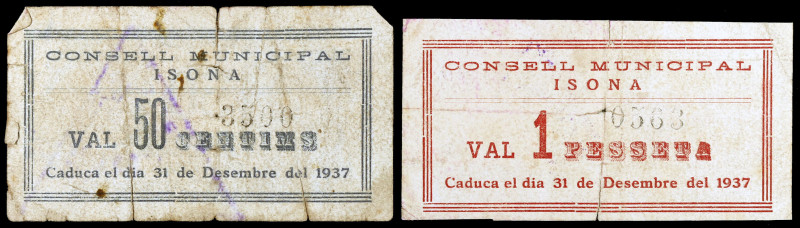 CONSELL MUNICIPAL
ISOÑA
3500
VAL 50 CENTIMS
Caduca el dia 31 de Desembre del 1937
CONSELL MUNICIPAL
ISONA
0563
VAL 1 PESSETA
Caduca el dia 31 de Desembre del 1937